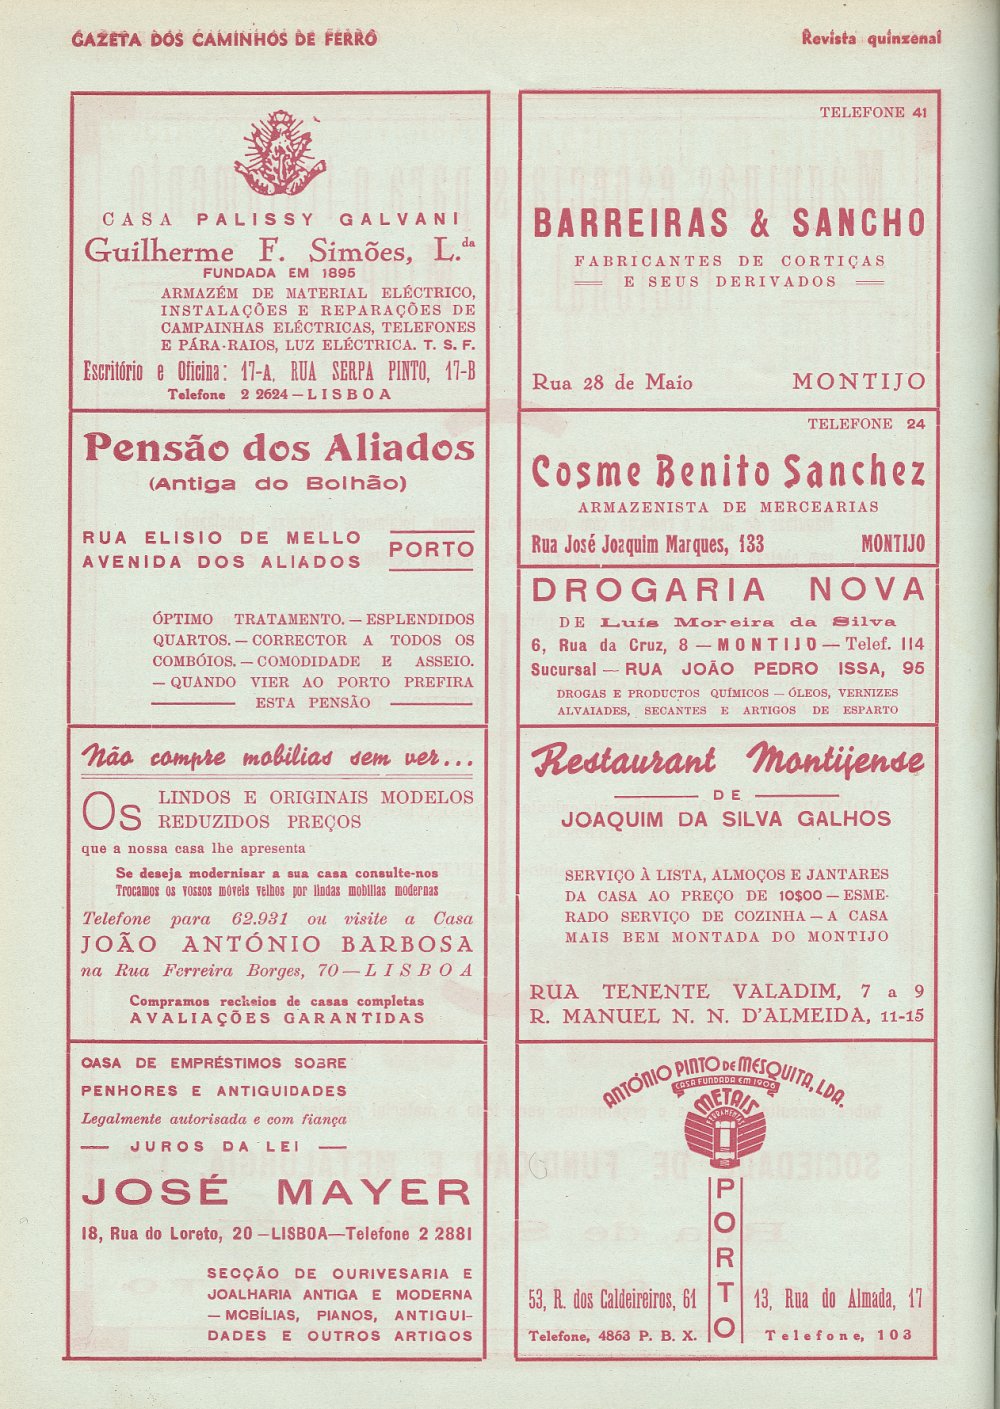 GAZETA DOS CAMINHOS DE FERRO
Revista quinzenal
CASA PALISSY GALVANI
Guilherme F. Simões, L.da
FUNDADA EM 1895
ARMAZÉM DE MATERIAL ELÉCTRICO,
INSTALAÇÕES E REPARAÇÕES DE
CAMPAINHAS ELÉCTRICAS, TELEFONES
E PÁRA-RAIOS, LUZ ELÉCTRICA. T. S. F.
Escritório e Oficina: 17-A, RUA SERPA PINTO, 17-B
Telefone 2 2624 — LISBOA
Pensão dos Aliados
(Antiga do Bolhão)
RUA ELISIO DE MELLO
AVENIDA DOS ALIADOS
PORTO
ÓPTIMO TRATAMENTO. — ESPLENDIDOS
QUARTOS. — CORRECTOR A TODOS OS
COMBÓIOS. — COMODIDADE E ASSEIO.
— QUANDO VIER AO PORTO PREFIRA
ESTA PENSÃO
Não compre mobilias sem ver...
Os LINDOS E ORIGINAIS MODELOS
REDUZIDOS PREÇOS
que a nossa casa lhe apresenta
Se deseja modernisar a sua casa consulte-nos
Trocamos os vossos móveis velhos por lindas mobilias modernas
Telefone para 62.931 ou visite a Casa
JOÃO ANTÓNIO BARBOSA
na Rua Ferreira Borges, 70 — LISBOA
Compramos recheios de casas completas
AVALIAÇÕES GARANTIDAS
CASA DE EMPRÉSTIMOS SOBRE
PENHORES E ANTIGUIDADES
Legalmente autorisada e com fiança
— JUROS DA LEI —
JOSÉ MAYER
18, Rua do Loreto, 20 — LISBOA — Telefone 2 2881
SECÇÃO DE OURIVESARIA E
JOALHARIA ANTIGA E MODERNA
— MOBÍLIAS, PIANOS, ANTIGUI-
DADES E OUTROS ARTIGOS
TELEFONE 41
BARREIRAS & SANCHO
FABRICANTES DE CORTIÇAS
E SEUS DERIVADOS
Rua 28 de Maio MONTIJO
TELEFONE 24
Cosme Benito Sanchez
ARMAZENISTA DE MERCEARIAS
Rua José Joaquim Marques, 133 MONTIJO
DROGARIA NOVA
DE Luís Moreira da Silva
6, Rua da Cruz, 8 — MONTIJO — Telef. 114
Sucursal — RUA JOÃO PEDRO ISSA, 95
DROGAS E PRODUCTOS QUÍMICOS — ÓLEOS, VERNIZES
ALVAIADES, SECANTES E ARTIGOS DE ESPARTO
Restaurant Montijense
DE
JOAQUIM DA SILVA GALHOS
SERVIÇO À LISTA, ALMOÇOS E JANTARES
DA CASA AO PREÇO DE 10$00 — ESME-
RADO SERVIÇO DE COZINHA — A CASA
MAIS BEM MONTADA DO MONTIJO
RUA TENENTE VALADIM, 7 a 9
R. MANUEL N. N. D'ALMEIDA, 11-15
ANTÓNIO PINTO DE MESQUITA, LDA.
CASA FUNDADA EM 1906
METAIS
FERRAMENTAS
PORTO
53, R. dos Caldeireiros, 61
Telefone, 4863 P. B. X.
13, Rua do Almada, 17
Telefone, 103